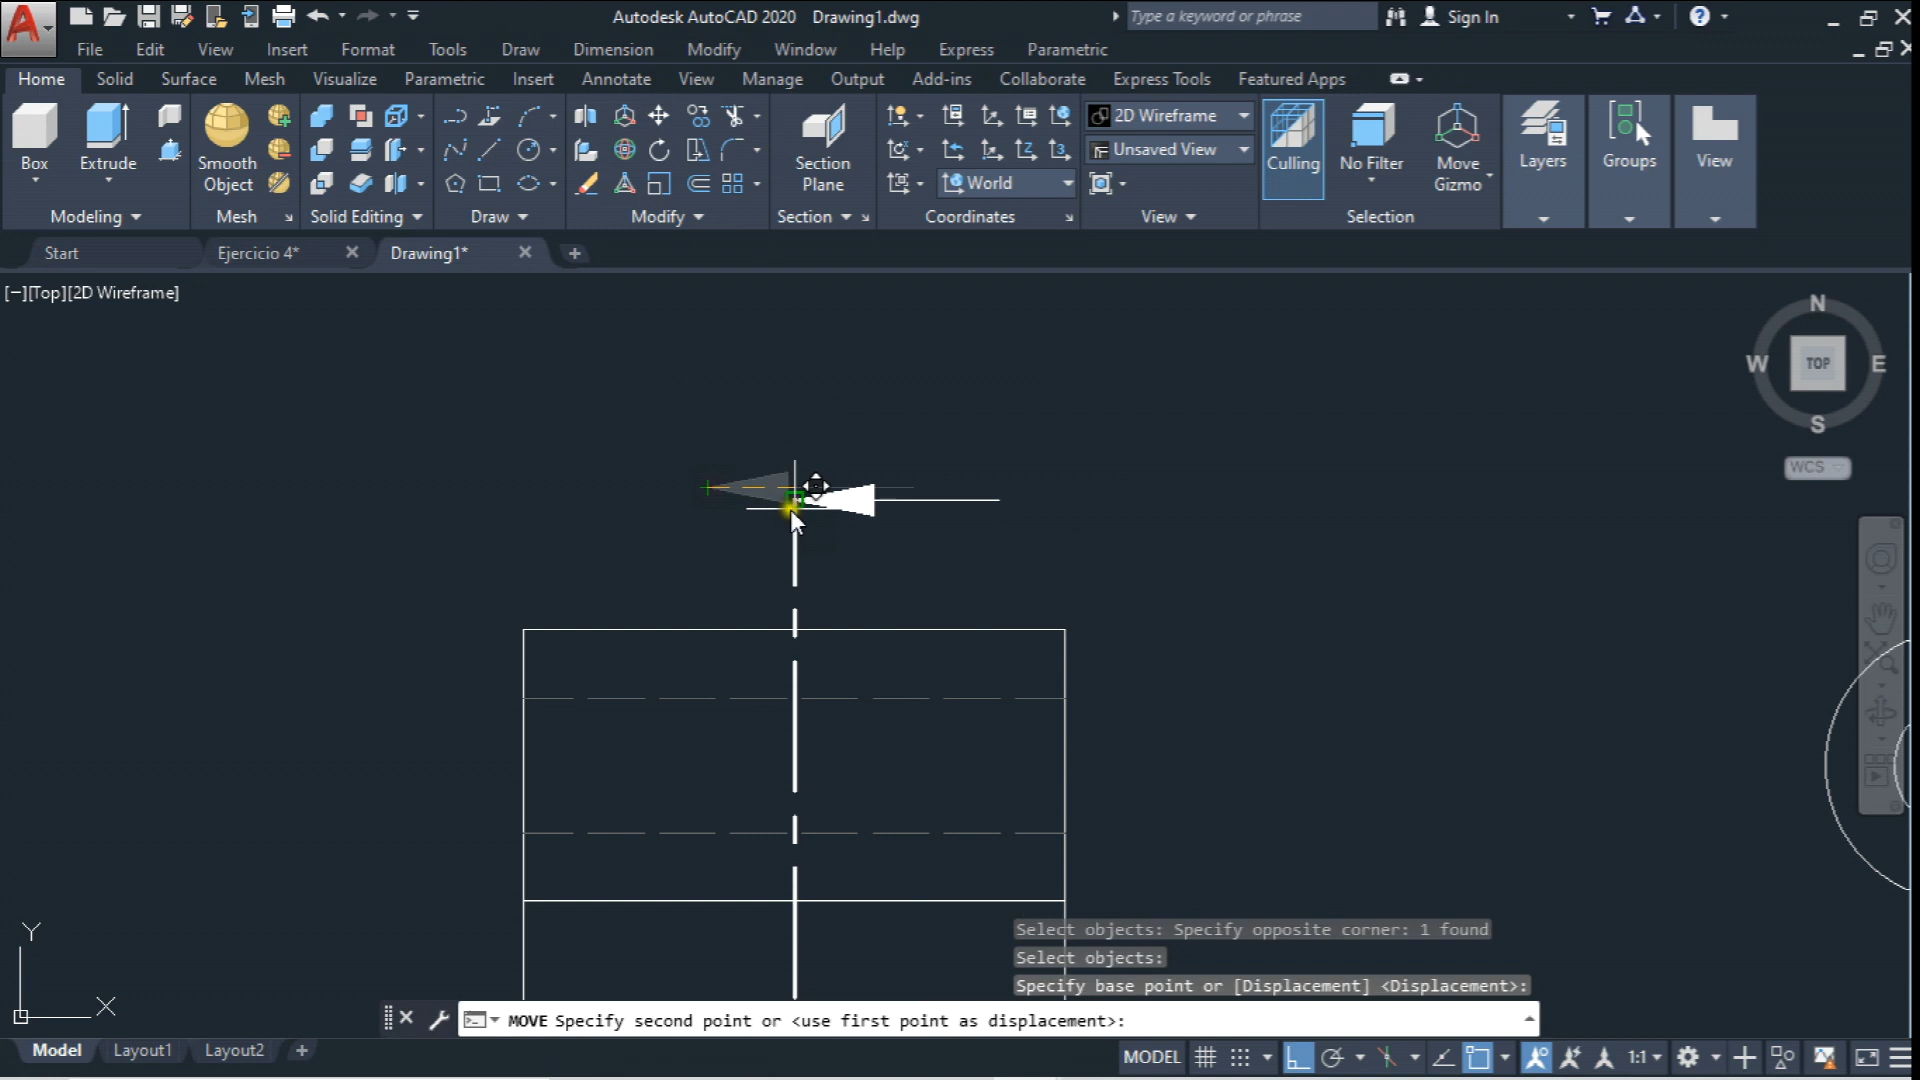 Autodesk AutoCAD 2020 Drawing1.dwg
Type a keyword or phrase
Sign In
File Edit View Insert Format Tools Draw Dimension Modify Window Help Express Parametric
Home Solid Surface Mesh Visualize Parametric Insert Annotate View Manage Output Add-ins Collaborate Express Tools Featured Apps
Box
Extrude
Smooth
Object
Section
Plane
2D Wireframe
Unsaved View
World
Culling
No Filter
Move
Gizmo
Layers
Groups
View
Modeling
Mesh
Solid Editing
Draw
Modify
Section
Coordinates
View
Selection
Start
Ejercicio 4*
Drawing1*
[−][Top][2D Wireframe]
N
W
TOP
E
S
WCS
Y
X
Select objects: Specify opposite corner: 1 found
Select objects:
Specify base point or [Displacement] <Displacement>:
MOVE Specify second point or <use first point as displacement>:
Model
Layout1
Layout2
MODEL
1:1